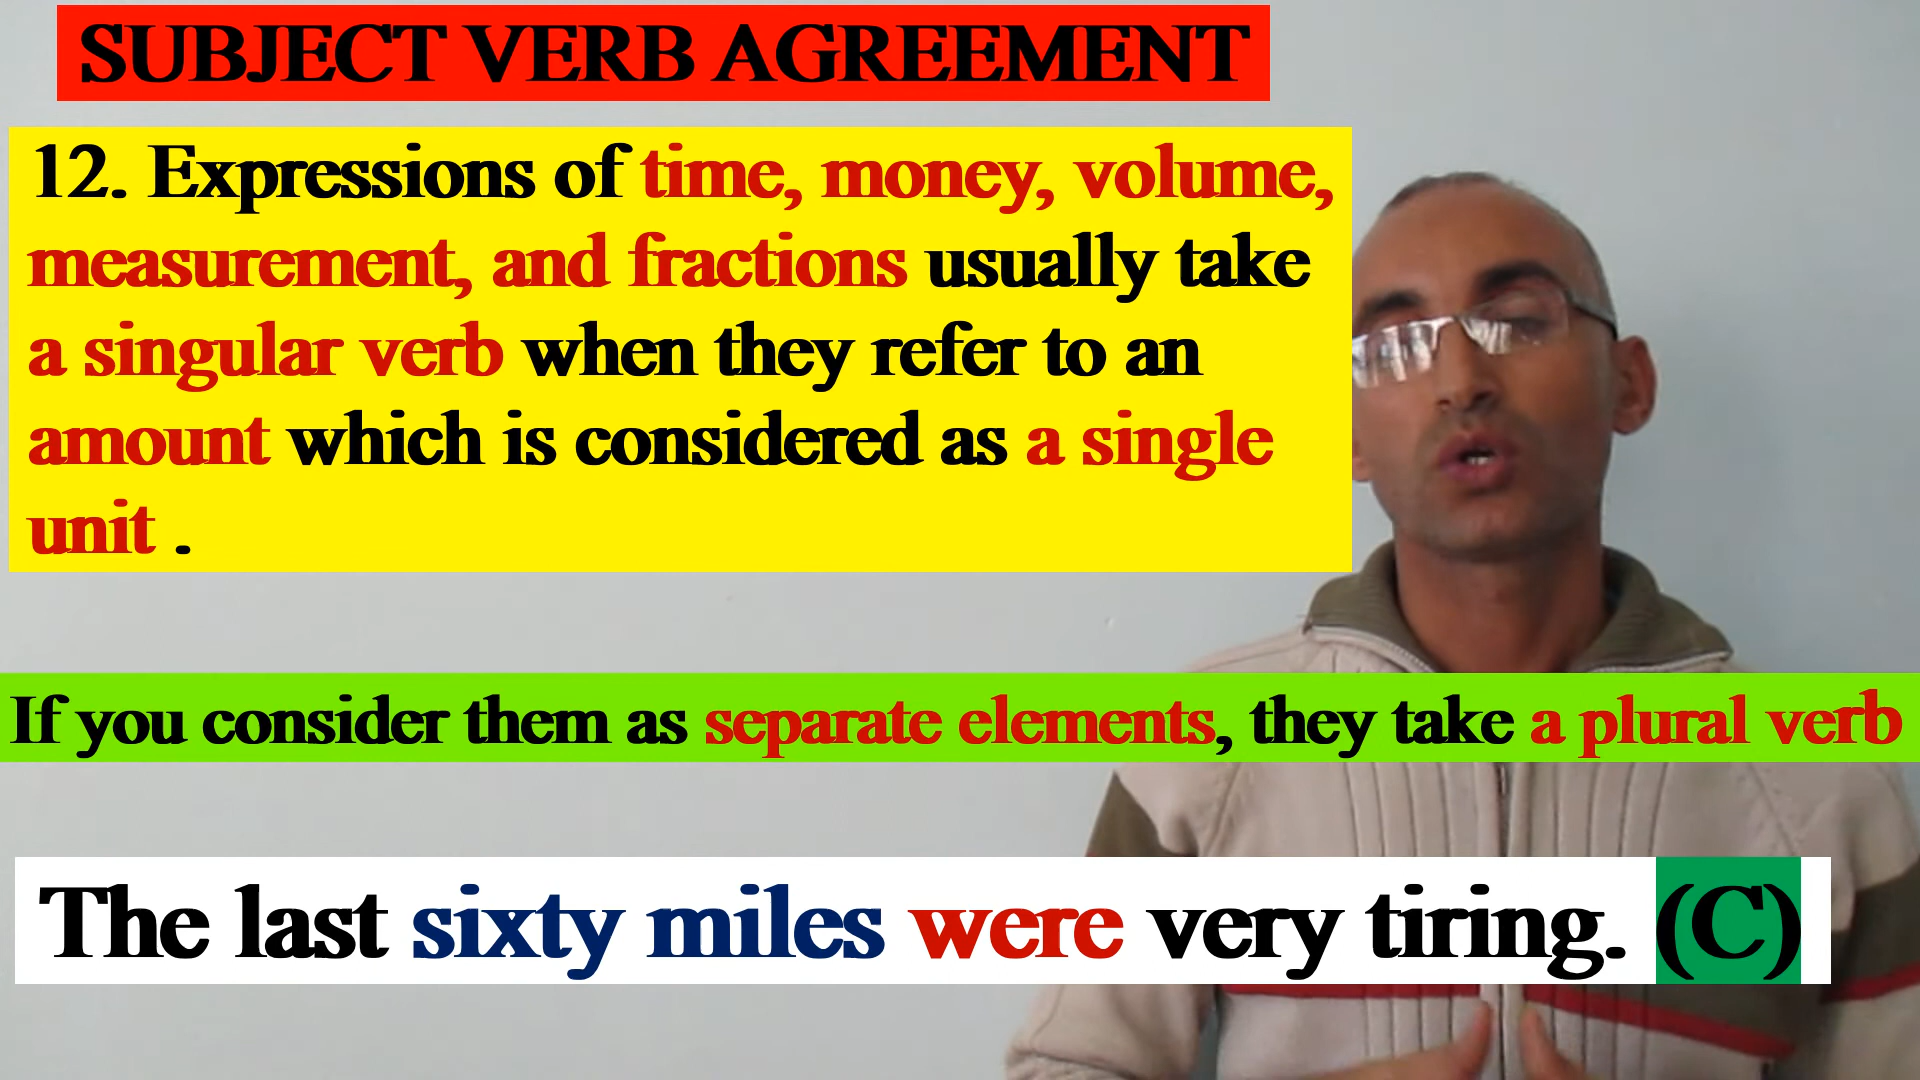 SUBJECT VERB AGREEMENT
12. Expressions of time, money, volume,
measurement, and fractions usually take
a singular verb when they refer to an
amount which is considered as a single
unit .
If you consider them as separate elements, they take a plural verb
The last sixty miles were very tiring. (C)